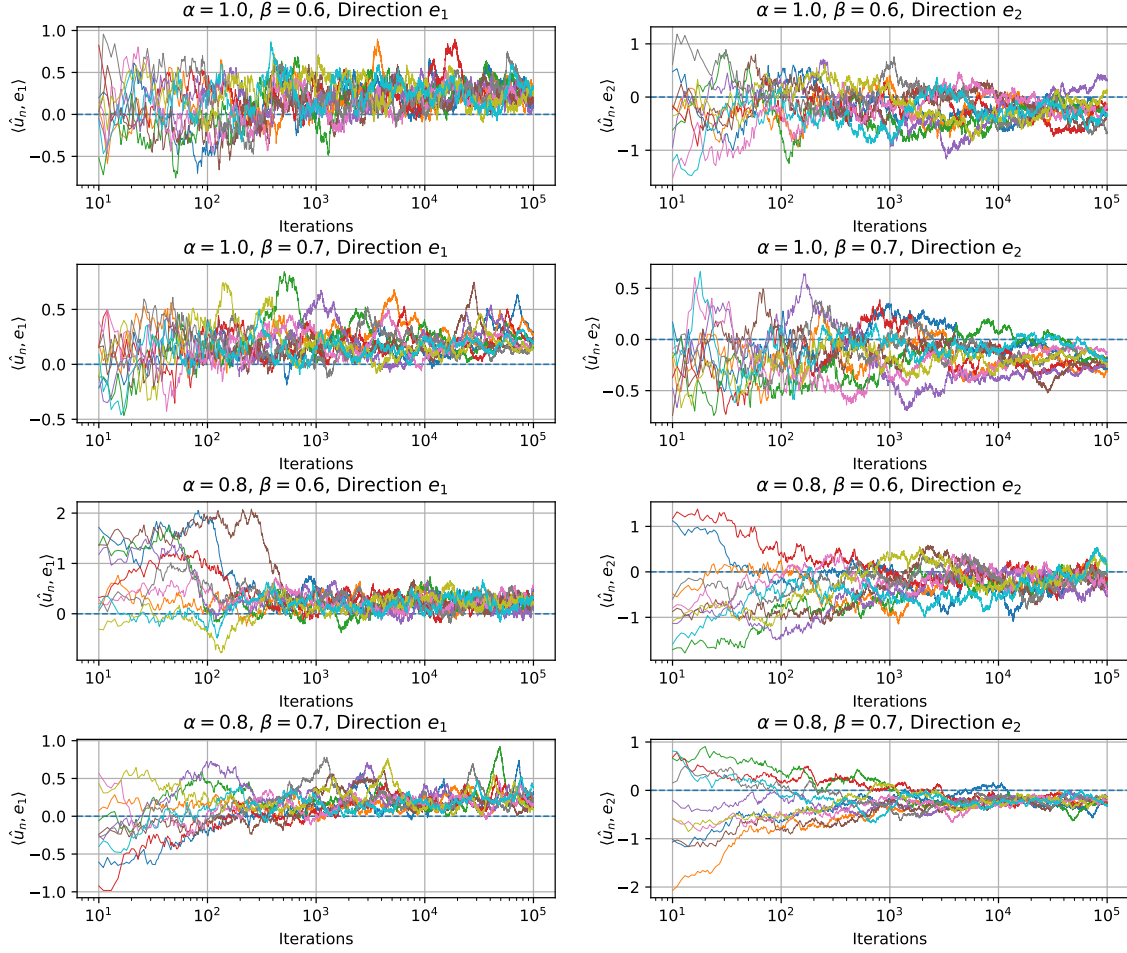 α = 1.0, β = 0.6, Direction e₁
1.0
0.5
0.0
−0.5
⟨û_n, e₁⟩
10¹ 10² 10³ 10⁴ 10⁵
Iterations
α = 1.0, β = 0.6, Direction e₂
1
0
−1
⟨û_n, e₂⟩
10¹ 10² 10³ 10⁴ 10⁵
Iterations
α = 1.0, β = 0.7, Direction e₁
0.5
0.0
−0.5
⟨û_n, e₁⟩
10¹ 10² 10³ 10⁴ 10⁵
Iterations
α = 1.0, β = 0.7, Direction e₂
0.5
0.0
−0.5
⟨û_n, e₂⟩
10¹ 10² 10³ 10⁴ 10⁵
Iterations
α = 0.8, β = 0.6, Direction e₁
2
1
0
⟨û_n, e₁⟩
10¹ 10² 10³ 10⁴ 10⁵
Iterations
α = 0.8, β = 0.6, Direction e₂
1
0
−1
⟨û_n, e₂⟩
10¹ 10² 10³ 10⁴ 10⁵
Iterations
α = 0.8, β = 0.7, Direction e₁
1.0
0.5
0.0
−0.5
−1.0
⟨û_n, e₁⟩
10¹ 10² 10³ 10⁴ 10⁵
Iterations
α = 0.8, β = 0.7, Direction e₂
1
0
−1
−2
⟨û_n, e₂⟩
10¹ 10² 10³ 10⁴ 10⁵
Iterations